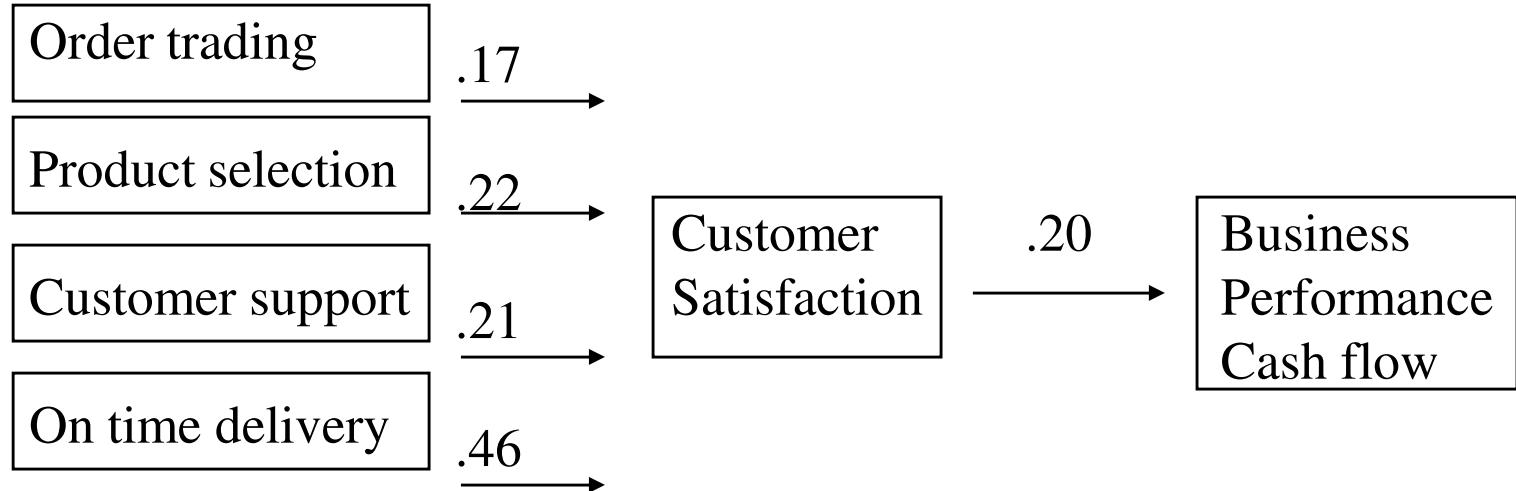 Order trading
.17
Product selection
.22
Customer support
.21
On time delivery
.46
Customer
Satisfaction
.20
Business
Performance
Cash flow